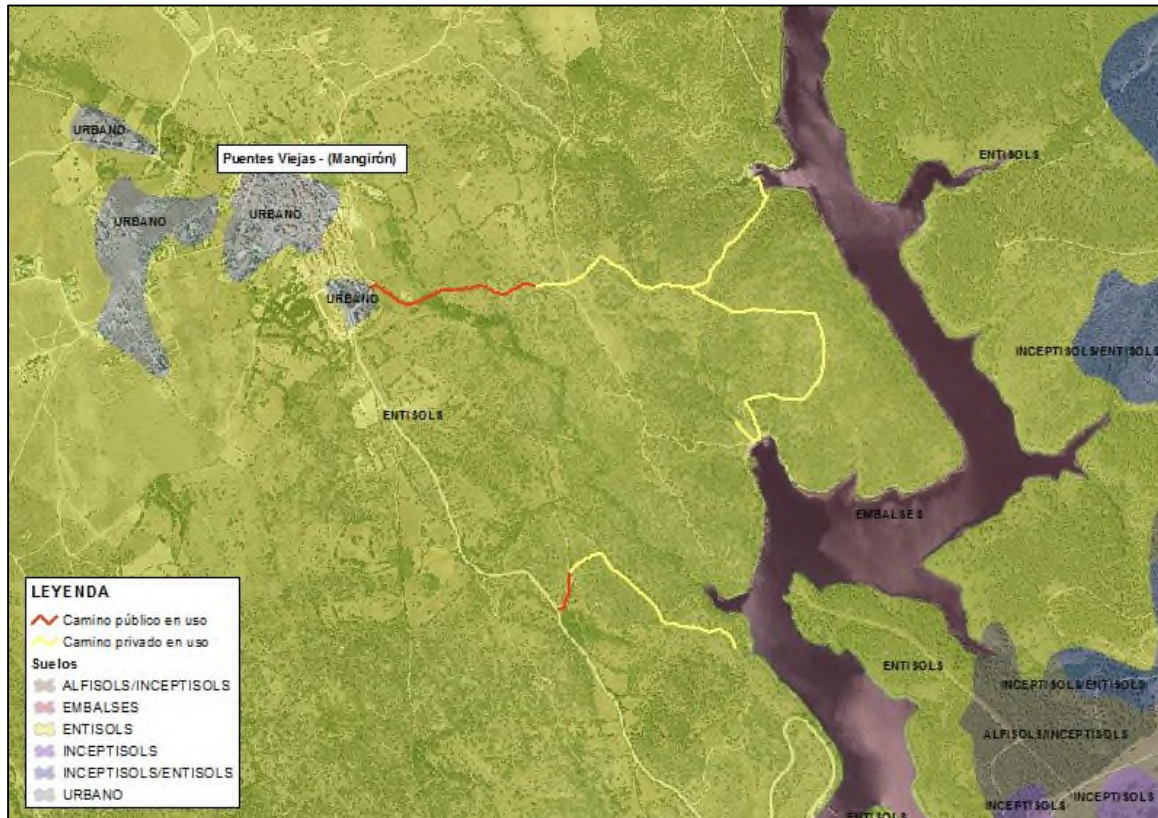 URBANO
Puentes Viejas - (Mangirón)
ENTISOLS
URBANO
URBANO
URBANO
INCEPTISOLS/ENTISOLS
ENTISOLS
EMBALSES
LEYENDA
Camino público en uso
Camino privado en uso
Suelos
ALFISOLS/INCEPTISOLS
EMBALSES
ENTISOLS
INCEPTISOLS
INCEPTISOLS/ENTISOLS
URBANO
ENTISOLS
INCEPTISOLS/ENTISOLS
ALFISOLS/INCEPTISOLS
INCEPTISOLS
INCEPTISOLS
ENTISOLS